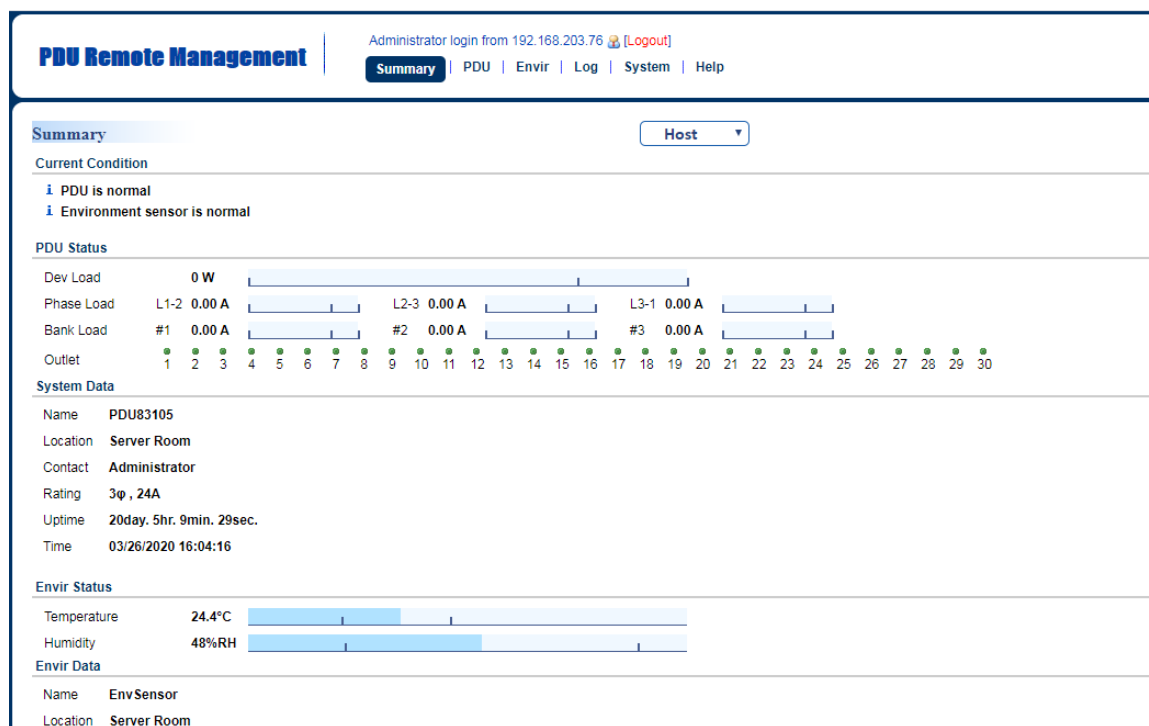 PDU Remote Management
Administrator login from 192.168.203.76 [Logout]
Summary | PDU | Envir | Log | System | Help
Summary
Host
Current Condition
PDU is normal
Environment sensor is normal
PDU Status
Dev Load 0 W
Phase Load L1-2 0.00 A L2-3 0.00 A L3-1 0.00 A
Bank Load #1 0.00 A #2 0.00 A #3 0.00 A
Outlet 1 2 3 4 5 6 7 8 9 10 11 12 13 14 15 16 17 18 19 20 21 22 23 24 25 26 27 28 29 30
System Data
Name PDU83105
Location Server Room
Contact Administrator
Rating 3φ , 24A
Uptime 20day. 5hr. 9min. 29sec.
Time 03/26/2020 16:04:16
Envir Status
Temperature 24.4°C
Humidity 48%RH
Envir Data
Name EnvSensor
Location Server Room